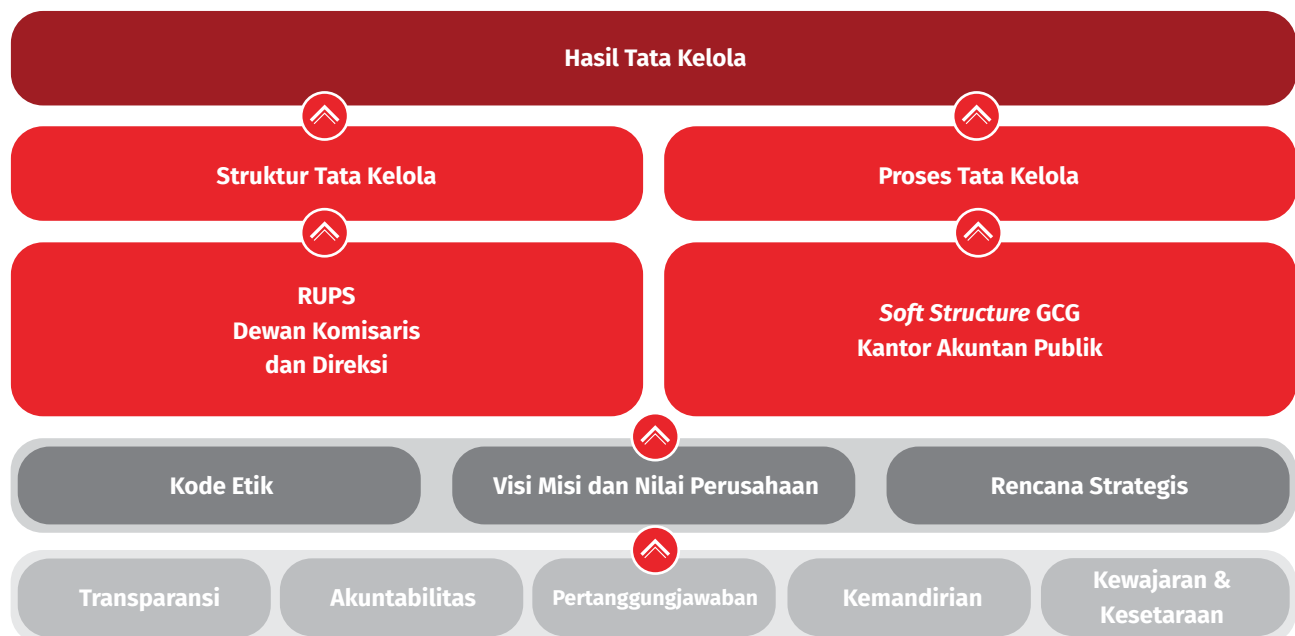 Hasil Tata Kelola
Struktur Tata Kelola
Proses Tata Kelola
RUPS
Dewan Komisaris
dan Direksi
Soft Structure GCG
Kantor Akuntan Publik
Kode Etik
Visi Misi dan Nilai Perusahaan
Rencana Strategis
Transparansi
Akuntabilitas
Pertanggungjawaban
Kemandirian
Kewajaran &
Kesetaraan